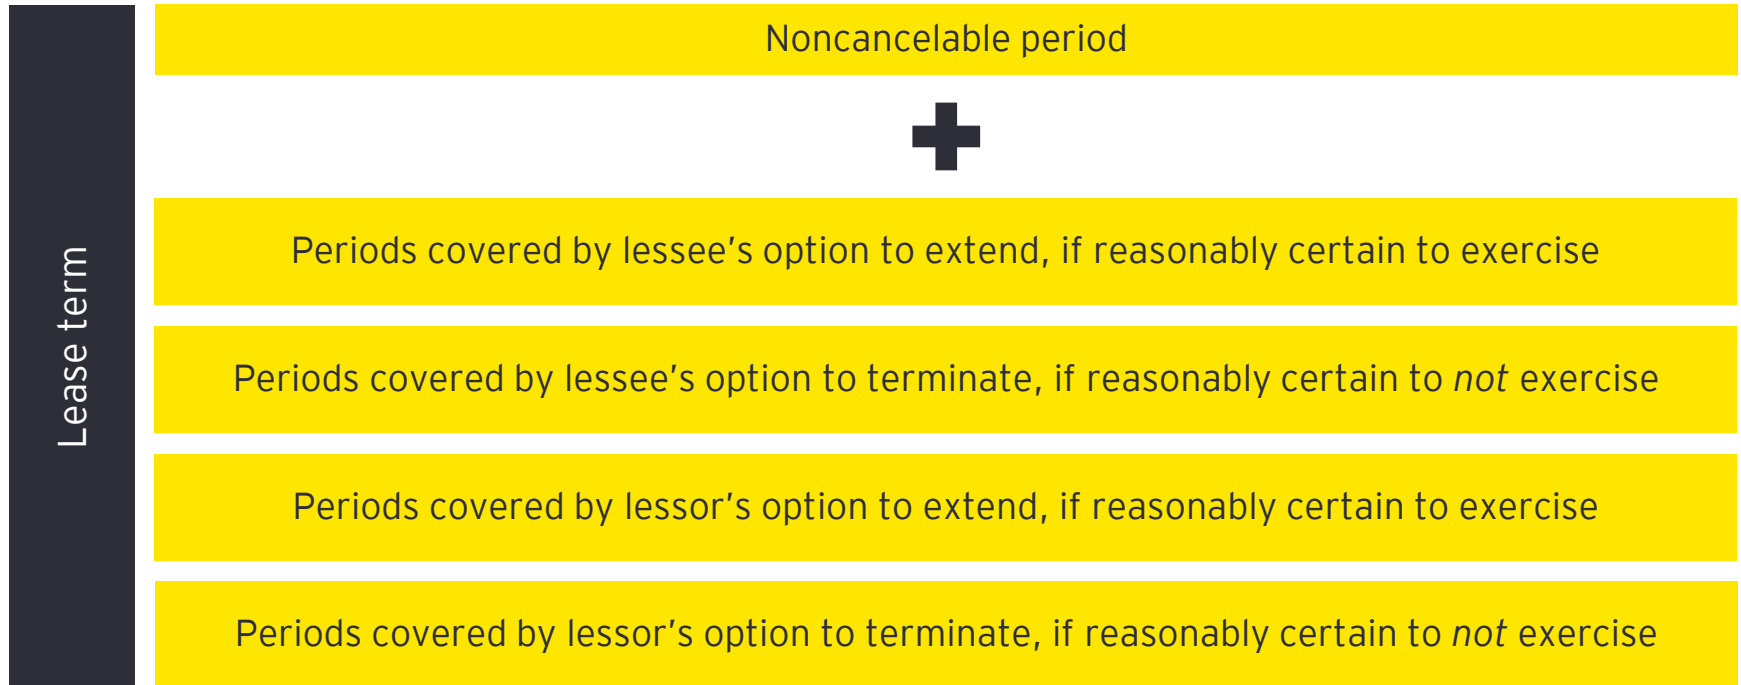 Lease term
Noncancelable period
Periods covered by lessee’s option to extend, if reasonably certain to exercise
Periods covered by lessee’s option to terminate, if reasonably certain to not exercise
Periods covered by lessor’s option to extend, if reasonably certain to exercise
Periods covered by lessor’s option to terminate, if reasonably certain to not exercise